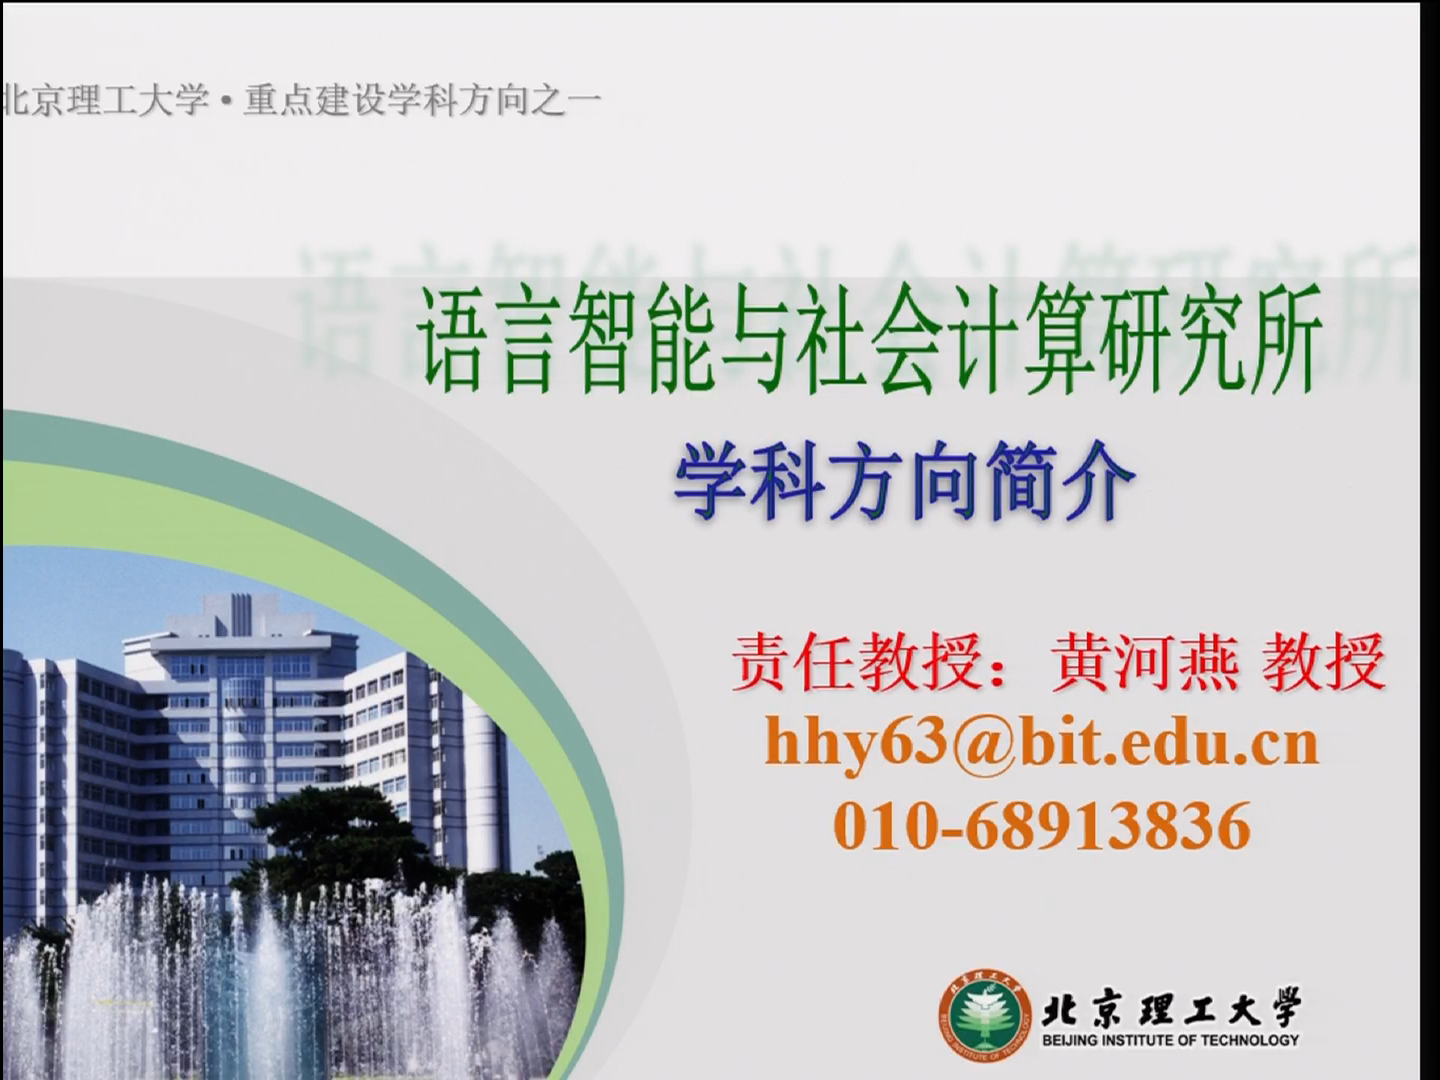 北京理工大学•重点建设学科方向之一
语言智能与社会计算研究所
学科方向简介
责任教授：黄河燕 教授
hhy63@bit.edu.cn
010-68913836
北京理工大学
BEIJING INSTITUTE OF TECHNOLOGY